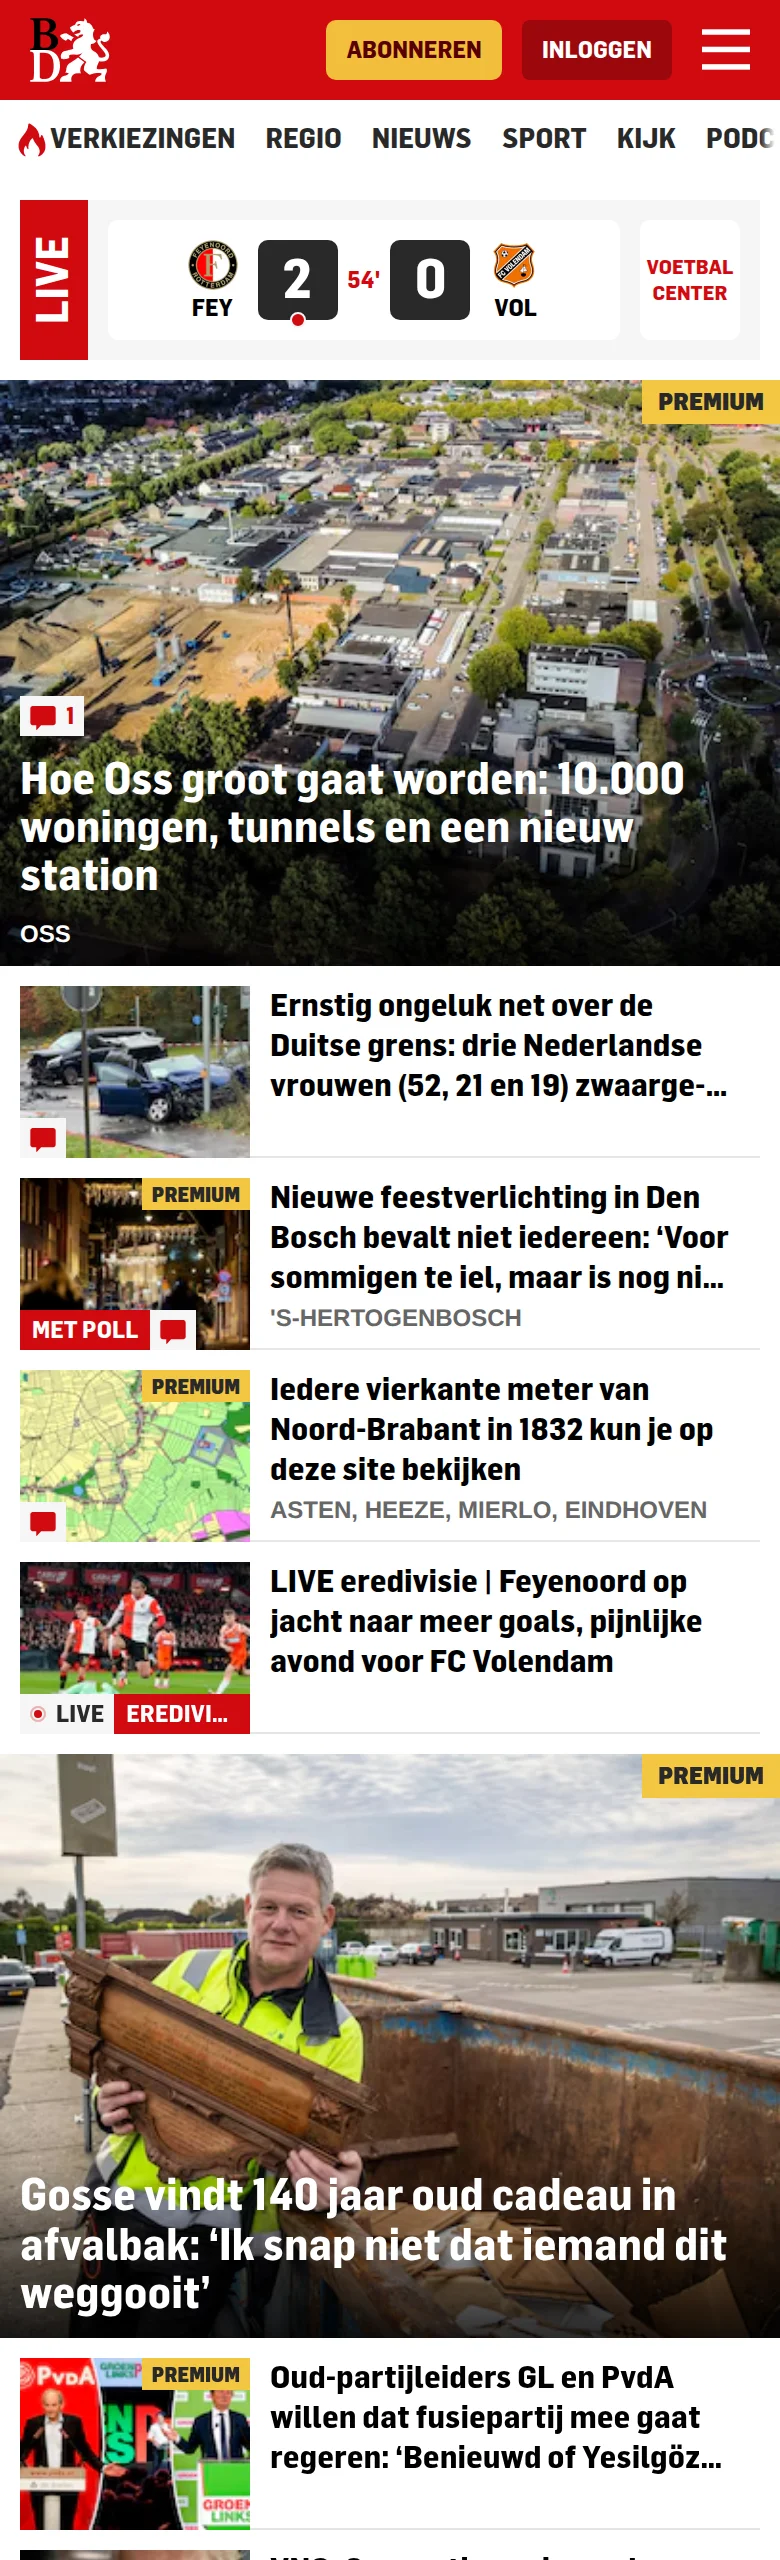 BD
ABONNEREN
INLOGGEN
VERKIEZINGEN REGIO NIEUWS SPORT KIJK PODC
LIVE
FEYENOORD
ROTTERDAM
FEY
2
54'
0
FC VOLENDAM
VOL
VOETBAL
CENTER
PREMIUM
1
Hoe Oss groot gaat worden: 10.000
woningen, tunnels en een nieuw
station
OSS
Ernstig ongeluk net over de
Duitse grens: drie Nederlandse
vrouwen (52, 21 en 19) zwaarge-...
PREMIUM
MET POLL
Nieuwe feestverlichting in Den
Bosch bevalt niet iedereen: ‘Voor
sommigen te iel, maar is nog ni...
'S-HERTOGENBOSCH
PREMIUM
Iedere vierkante meter van
Noord-Brabant in 1832 kun je op
deze site bekijken
ASTEN, HEEZE, MIERLO, EINDHOVEN
LIVE
EREDIVI...
LIVE eredivisie | Feyenoord op
jacht naar meer goals, pijnlijke
avond voor FC Volendam
PREMIUM
Gosse vindt 140 jaar oud cadeau in
afvalbak: ‘Ik snap niet dat iemand dit
weggooit’
PvdA
PREMIUM
GROEN
LINKS
Oud-partijleiders GL en PvdA
willen dat fusiepartij mee gaat
regeren: ‘Benieuwd of Yesilgöz...